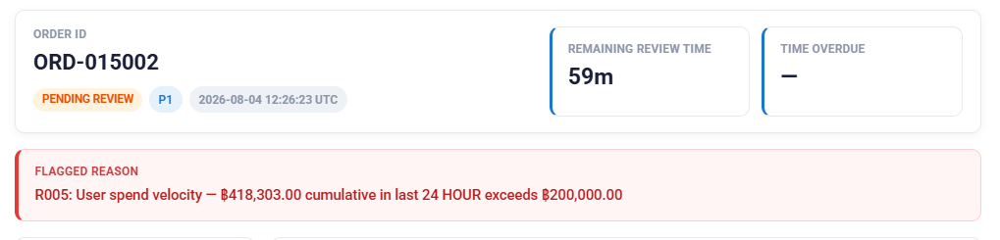 ORDER ID
ORD-015002
PENDING REVIEW P1 2026-08-04 12:26:23 UTC
REMAINING REVIEW TIME
59m
TIME OVERDUE
—
FLAGGED REASON
R005: User spend velocity — ฿418,303.00 cumulative in last 24 HOUR exceeds ฿200,000.00